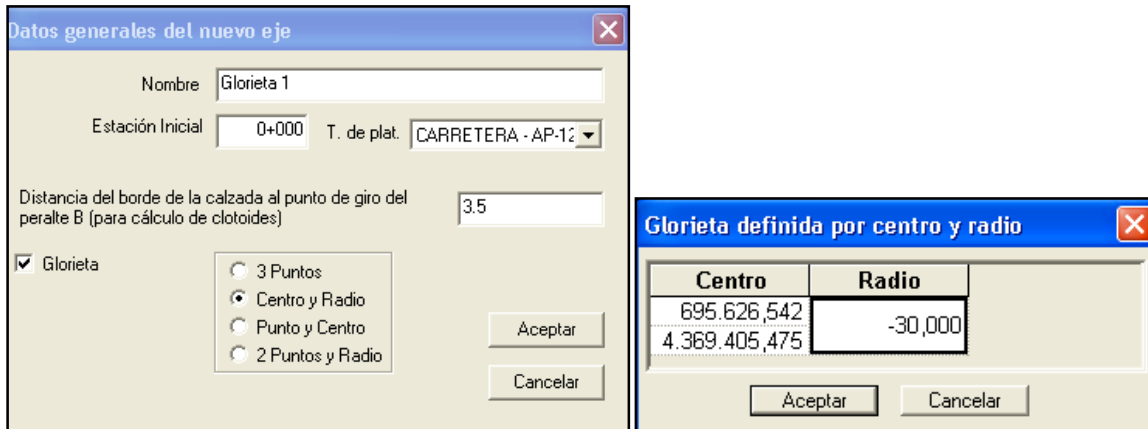 Datos generales del nuevo eje
Nombre Glorieta 1
Estación Inicial 0+000 T. de plat. CARRETERA - AP-12
Distancia del borde de la calzada al punto de giro del
peralte B (para cálculo de clotoides) 3.5
Glorieta
3 Puntos
Centro y Radio
Punto y Centro
2 Puntos y Radio
Aceptar
Cancelar
Glorieta definida por centro y radio
Centro Radio
695.626,542
-30,000
4.369.405,475
Aceptar Cancelar